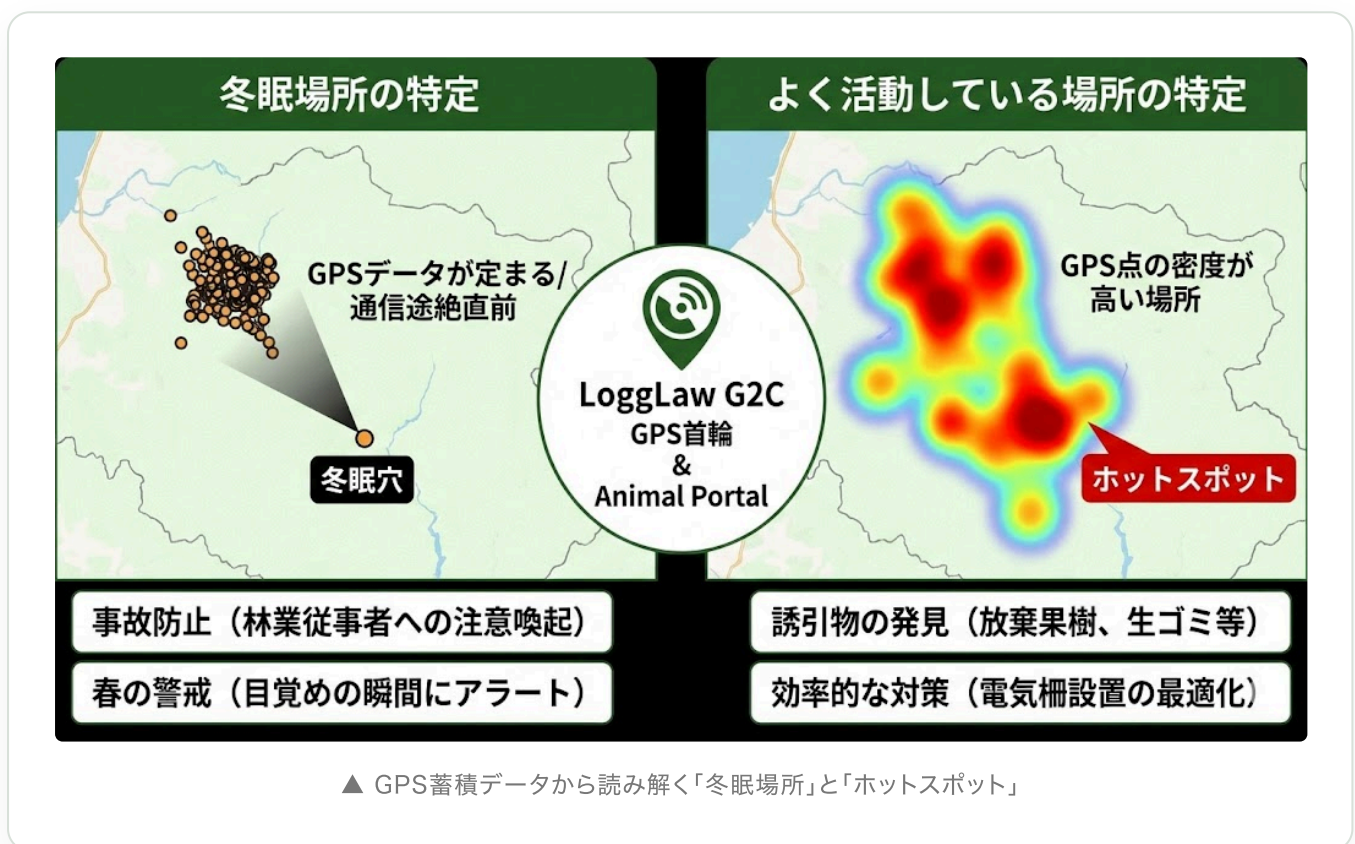 冬眠場所の特定
GPSデータが定まる/
通信途絶直前
冬眠穴
事故防止（林業従事者への注意喚起）
春の警戒（目覚めの瞬間にアラート）
LoggLaw G2C
GPS首輪
&
Animal Portal
よく活動している場所の特定
GPS点の密度が
高い場所
ホットスポット
誘引物の発見（放棄果樹、生ゴミ等）
効率的な対策（電気柵設置の最適化）
▲ GPS蓄積データから読み解く「冬眠場所」と「ホットスポット」